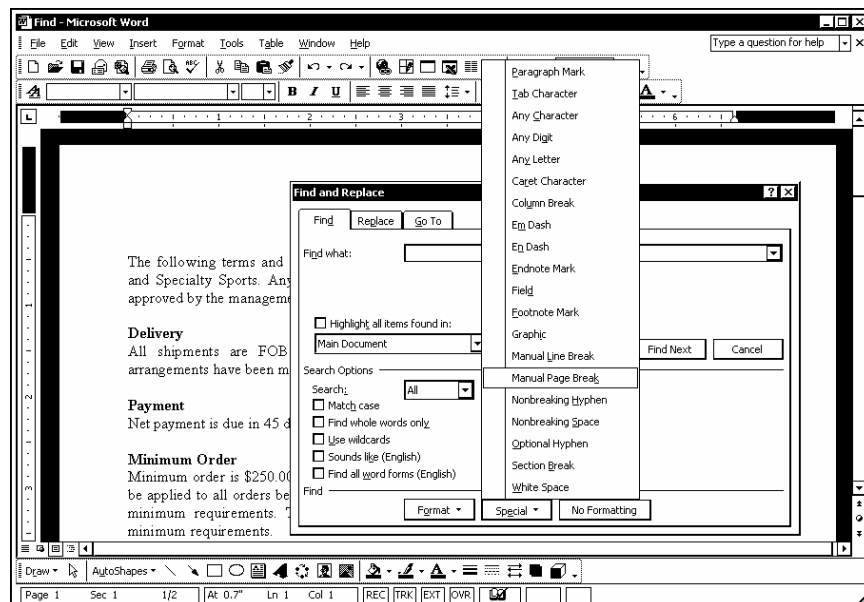 Find - Microsoft Word
File Edit View Insert Format Tools Table Window Help
Type a question for help
B I U
A
2 3 6
Find and Replace
Find Replace Go To
Find what:
Highlight all items found in:
Main Document
Find Next Cancel
Search Options
Search: All
Match case
Find whole words only
Use wildcards
Sounds like (English)
Find all word forms (English)
Find
Format Special No Formatting
Paragraph Mark
Tab Character
Any Character
Any Digit
Any Letter
Caret Character
Column Break
Em Dash
En Dash
Endnote Mark
Field
Footnote Mark
Graphic
Manual Line Break
Manual Page Break
Nonbreaking Hyphen
Nonbreaking Space
Optional Hyphen
Section Break
White Space
The following terms and
and Specialty Sports. Any
approved by the manageme
Delivery
All shipments are FOB
arrangements have been m
Payment
Net payment is due in 45 d
Minimum Order
Minimum order is $250.00
be applied to all orders be
minimum requirements. T
minimum requirements.
Draw AutoShapes
Page 1 Sec 1 1/2 At 0.7" Ln 1 Col 1 REC TRK EXT OVR